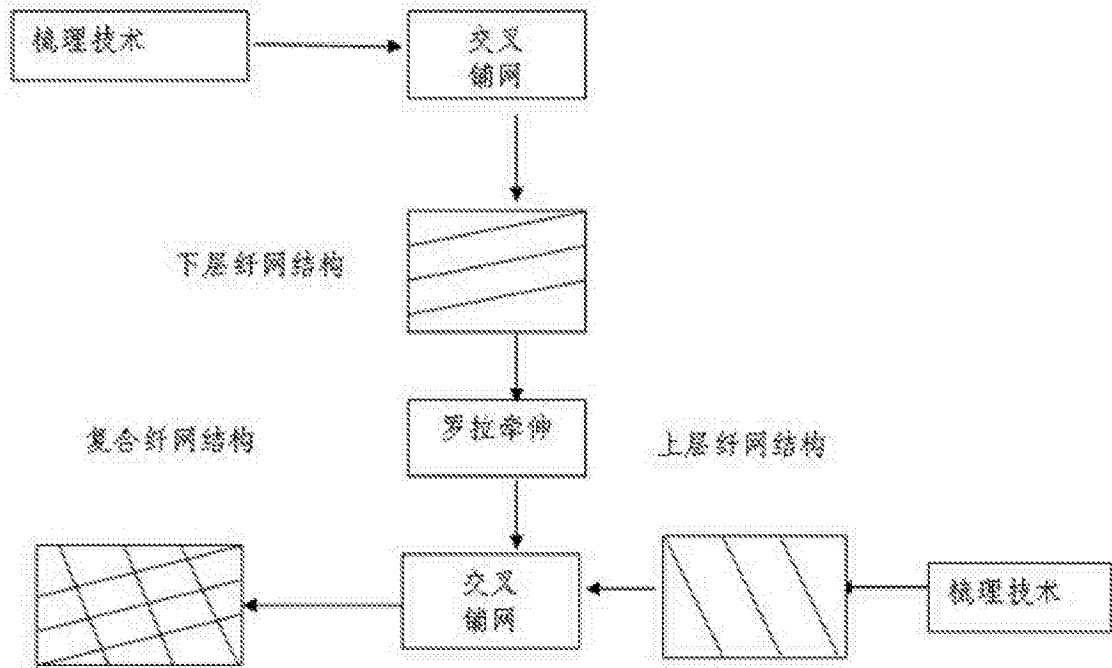 梳理技术
交叉
铺网
下层纤网结构
罗拉牵伸
复合纤网结构
上层纤网结构
交叉
铺网
梳理技术